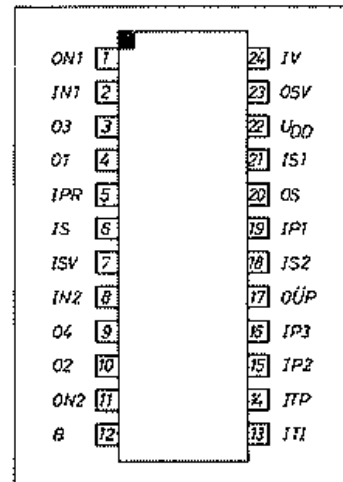 ON1 1 24 IV
IN1 2 23 OSV
O3 3 22 UDD
O1 4 21 IS1
IPR 5 20 OS
IS 6 19 IP1
ISV 7 18 IS2
IN2 8 17 OÜP
O4 9 16 IP3
O2 10 15 IP2
ON2 11 14 ITP
B 12 13 ITI